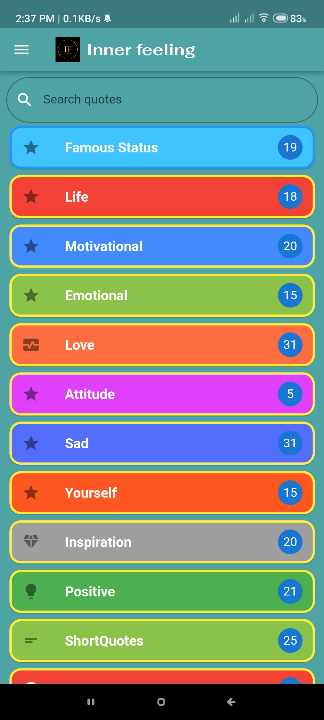 2:37 PM | 0.1KB/s
83%
IF
Inner feeling
Search quotes
Famous Status 19
Life 18
Motivational 20
Emotional 15
Love 31
Attitude 5
Sad 31
Yourself 15
Inspiration 20
Positive 21
ShortQuotes 25